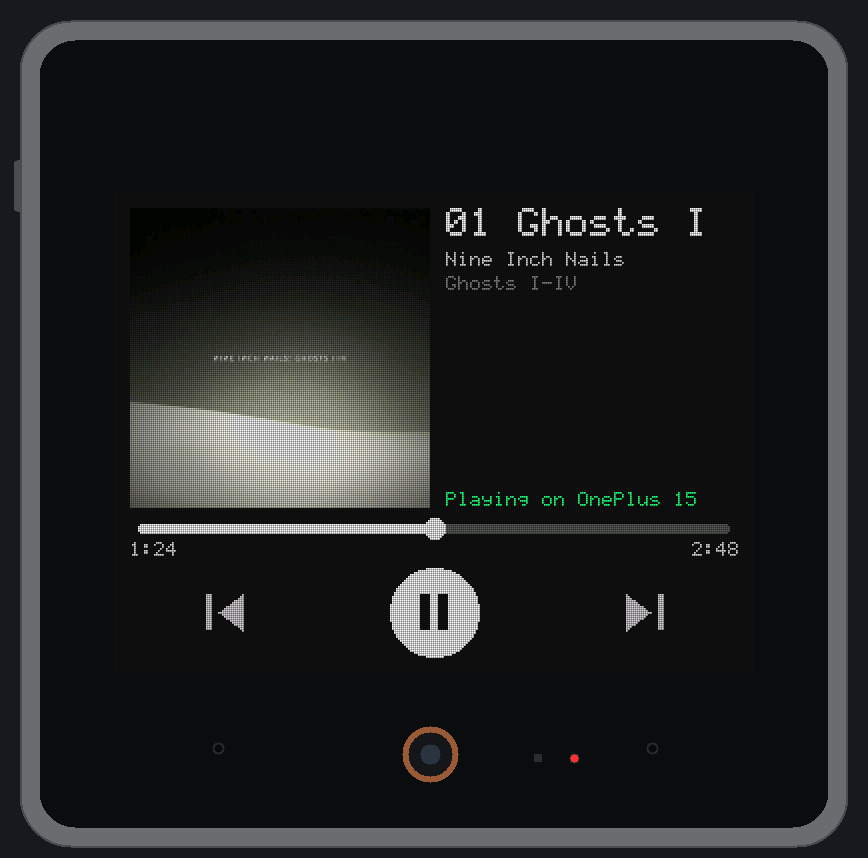 01 Ghosts I
Nine Inch Nails
Ghosts I-IV
NINE INCH NAILS: GHOSTS I-IV
Playing on OnePlus 15
1:24
2:48